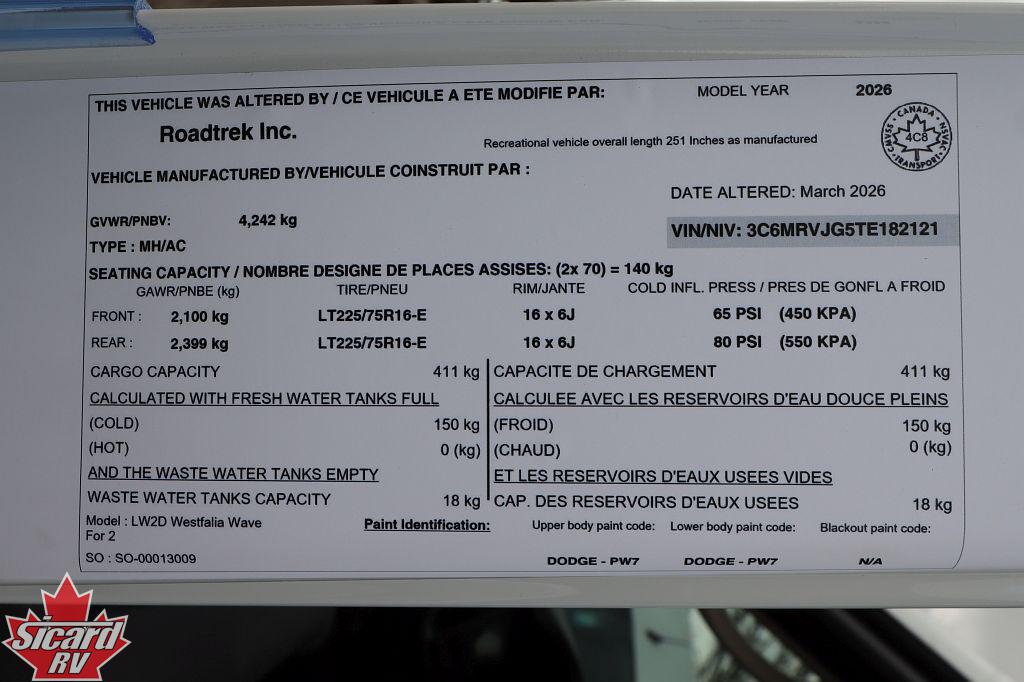 THIS VEHICLE WAS ALTERED BY / CE VEHICULE A ETE MODIFIE PAR: MODEL YEAR 2026
Roadtrek Inc.
Recreational vehicle overall length 251 Inches as manufactured
CANADA
CMVSS 4C8 NSVAC
TRANSPORT
VEHICLE MANUFACTURED BY/VEHICULE COINSTRUIT PAR :
DATE ALTERED: March 2026
GVWR/PNBV: 4,242 kg
VIN/NIV: 3C6MRVJG5TE182121
TYPE : MH/AC
SEATING CAPACITY / NOMBRE DESIGNE DE PLACES ASSISES: (2x 70) = 140 kg
GAWR/PNBE (kg) TIRE/PNEU RIM/JANTE COLD INFL. PRESS / PRES DE GONFL A FROID
FRONT : 2,100 kg LT225/75R16-E 16 x 6J 65 PSI (450 KPA)
REAR : 2,399 kg LT225/75R16-E 16 x 6J 80 PSI (550 KPA)
CARGO CAPACITY 411 kg CAPACITE DE CHARGEMENT 411 kg
CALCULATED WITH FRESH WATER TANKS FULL CALCULEE AVEC LES RESERVOIRS D'EAU DOUCE PLEINS
(COLD) 150 kg (FROID) 150 kg
(HOT) 0 (kg) (CHAUD) 0 (kg)
AND THE WASTE WATER TANKS EMPTY ET LES RESERVOIRS D'EAUX USEES VIDES
WASTE WATER TANKS CAPACITY 18 kg CAP. DES RESERVOIRS D'EAUX USEES 18 kg
Model : LW2D Westfalia Wave Paint Identification: Upper body paint code: Lower body paint code: Blackout paint code:
For 2
SO : SO-00013009 DODGE - PW7 DODGE - PW7 N/A
Sicard
RV